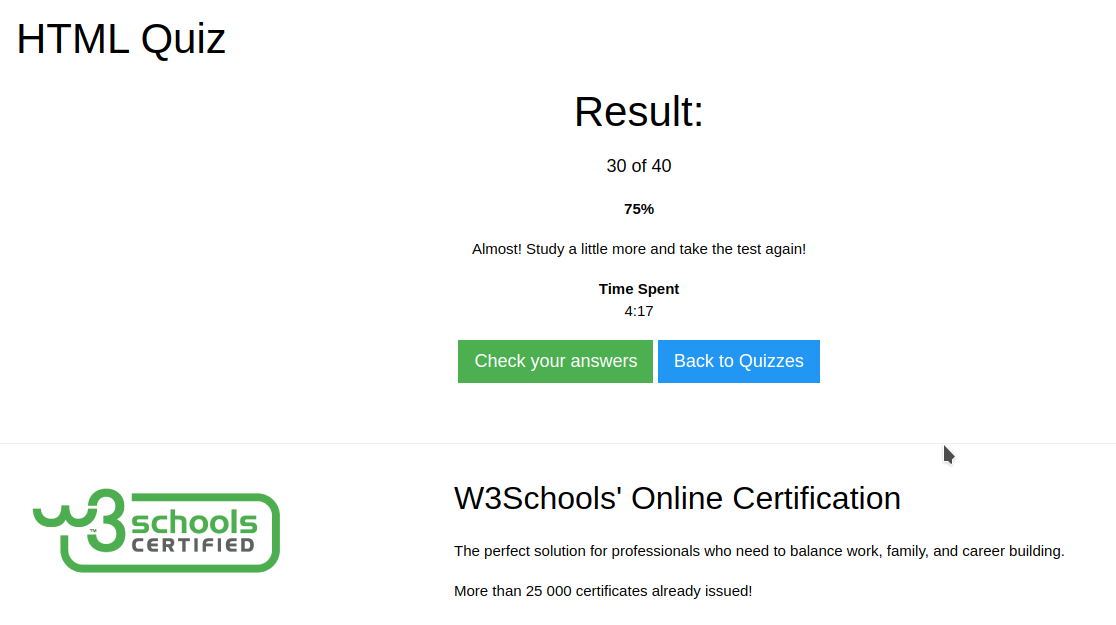 HTML Quiz
Result:
30 of 40
75%
Almost! Study a little more and take the test again!
Time Spent
4:17
Check your answers
Back to Quizzes
w3schools
™
CERTIFIED
W3Schools' Online Certification
The perfect solution for professionals who need to balance work, family, and career building.
More than 25 000 certificates already issued!